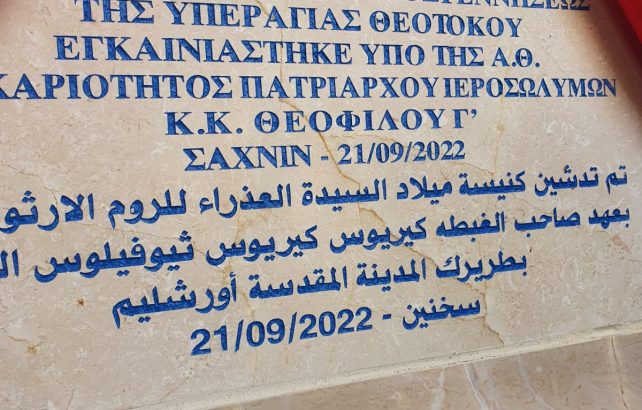 ΤΗΣ ΥΠΕΡΑΓΙΑΣ ΘΕΟΤΟΚΟΥ
ΕΓΚΑΙΝΙΑΣΤΗΚΕ ΥΠΟ ΤΗΣ Α.Θ.
ΚΑΡΙΟΤΗΤΟΣ ΠΑΤΡΙΑΡΧΟΥ ΙΕΡΟΣΩΛΥΜΩΝ
Κ.Κ. ΘΕΟΦΙΛΟΥ Γ'
ΣΑΧΝΙΝ - 21/09/2022
تم تدشين كنيسة ميلاد السيدة العذراء للروم الارثو
بعهد صاحب الغبطه كيريوس كيريوس ثيوفيلوس ال
بطريرك المدينة المقدسة أورشليم
سخنين - 21/09/2022